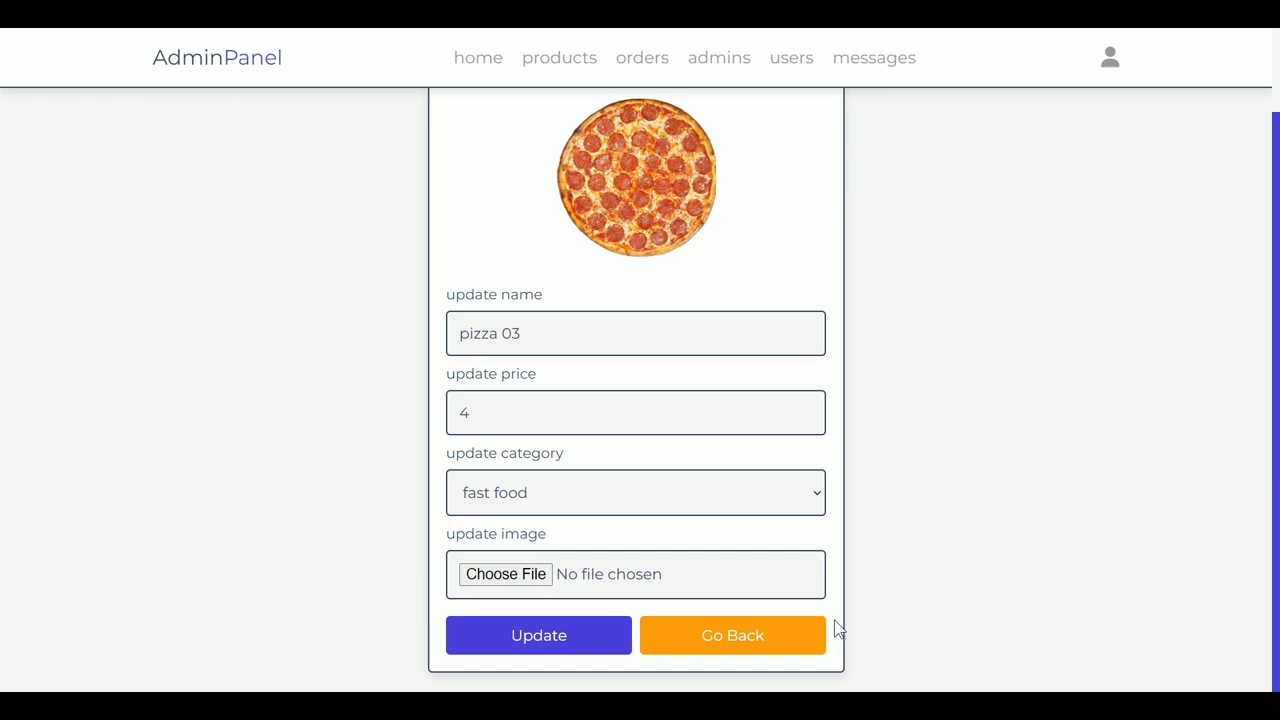 AdminPanel home products orders admins users messages
update name
pizza 03
update price
4
update category
fast food
update image
Choose File No file chosen
Update Go Back